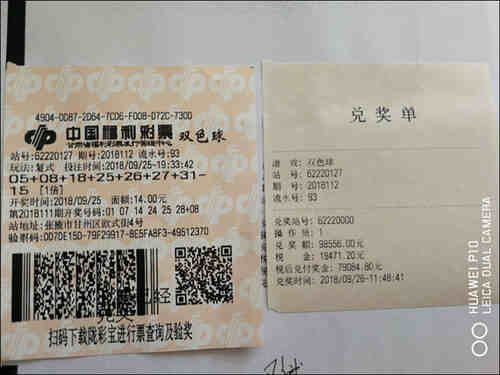 4904-DD87-2D64-7CD6-F008-D72C-7300
中国福利彩票 双色球
站号:62220127 期号:2018112 流水号:93
玩法:复式 投注时间:2018/09/25-19:33:42
05+08+18+25+26+27+31-
15 [1倍]
开奖时间:2018/09/25 面额:14.00元
第2018111期开奖号码:01 07 14 24 25 28+08
地址:张掖市甘州区欧式街4号
验票码:DD7DE15D-79F29917-8E5FA8F3-49512370
扫码下载陇彩宝进行票查询及验奖
兑奖单
游戏:双色球
站号:62220127
期号:2018112
流水号:93
兑奖站号:62220000
操作员:1
兑奖额:98556.00元
税金:19471.20元
税后兑付奖金:79084.80元
兑奖时间:2018/09/26-11:48:41
HUAWEI P10
LEICA DUAL CAMERA